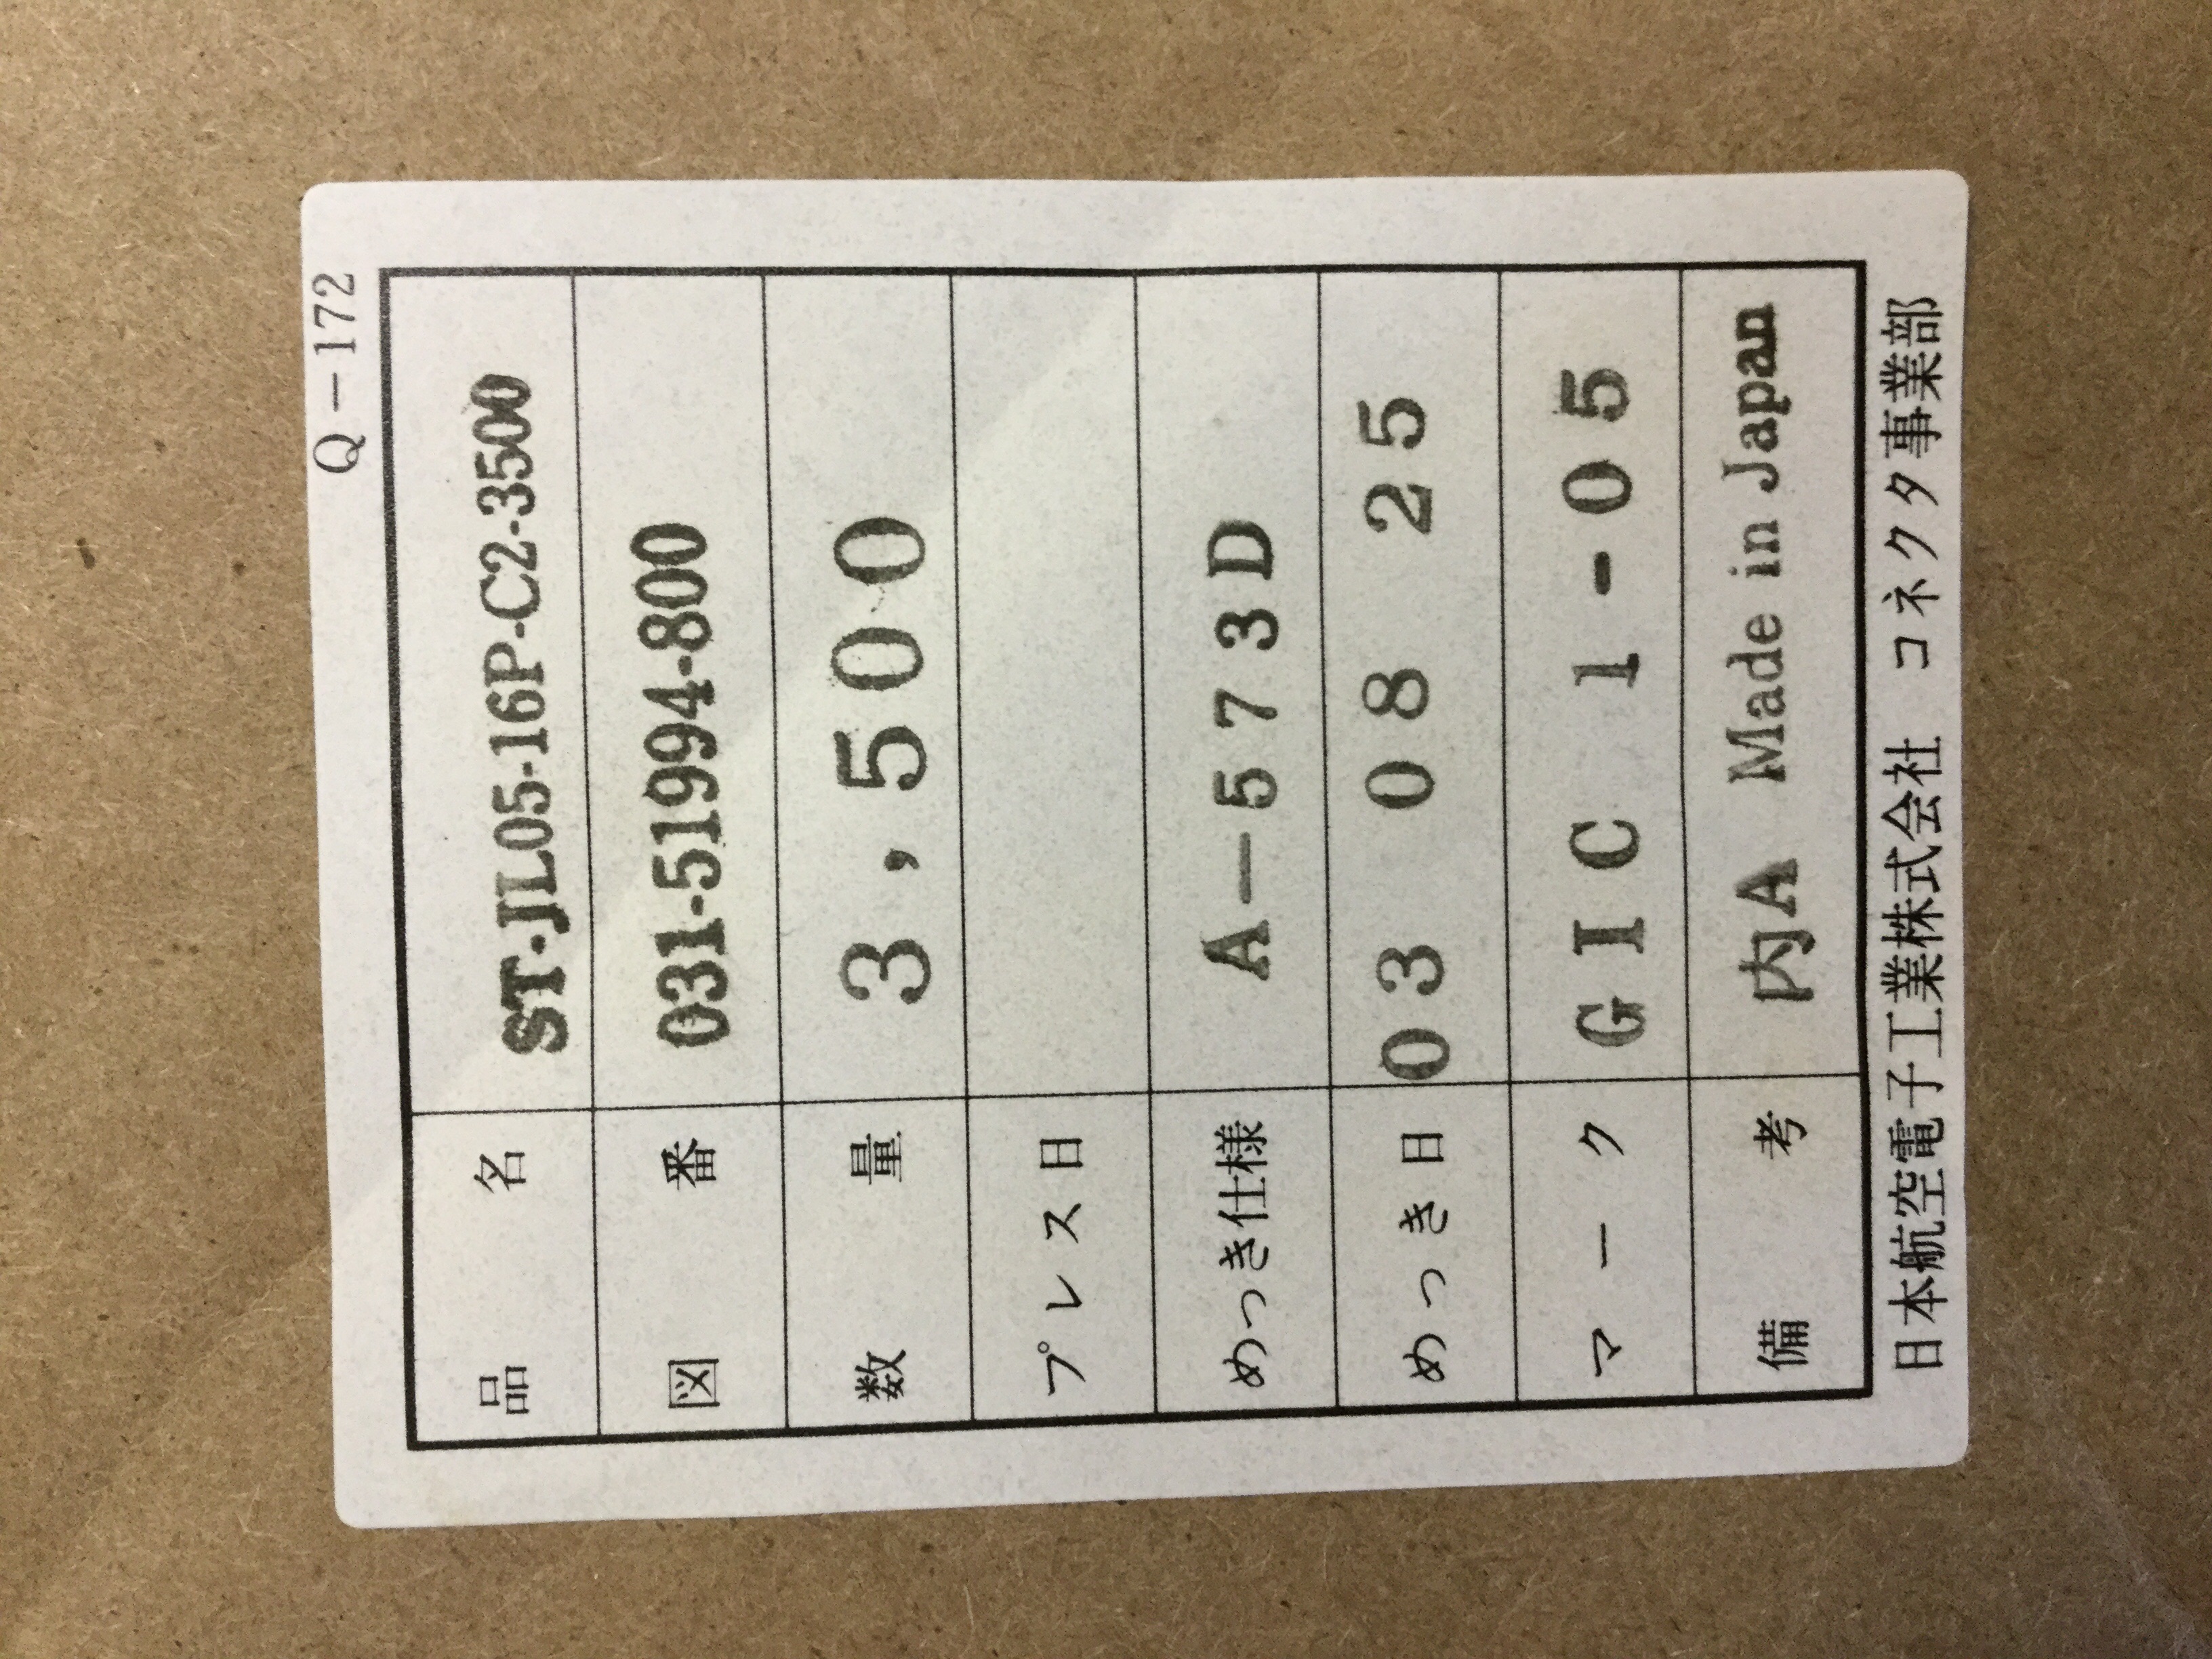 Q－172
品名 ST-JL05-16P-C2-3500
図番 031-51994-800
数量 3,500
プレス日
めっき仕様 A－573D
めっき日 03 08 25
マーク GIC 1-05
備考 内A Made in Japan
日本航空電子工業株式会社 コネクタ事業部